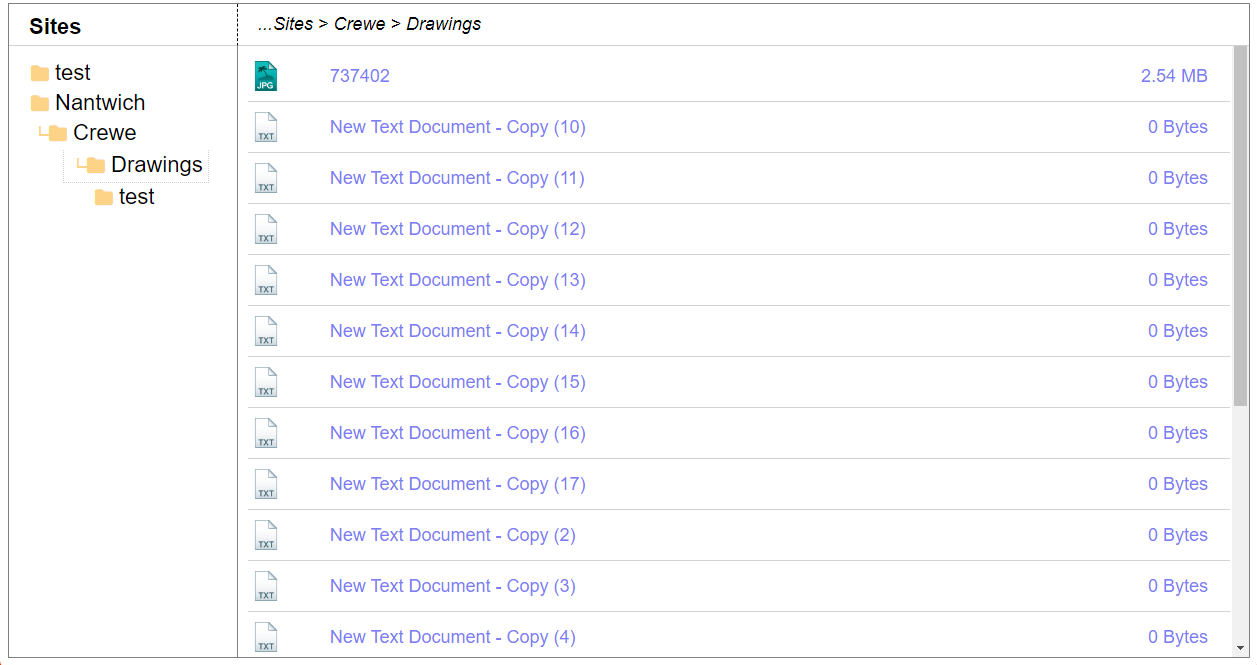 Sites
...Sites > Crewe > Drawings
test
Nantwich
Crewe
Drawings
test
JPG 737402 2.54 MB
TXT New Text Document - Copy (10) 0 Bytes
TXT New Text Document - Copy (11) 0 Bytes
TXT New Text Document - Copy (12) 0 Bytes
TXT New Text Document - Copy (13) 0 Bytes
TXT New Text Document - Copy (14) 0 Bytes
TXT New Text Document - Copy (15) 0 Bytes
TXT New Text Document - Copy (16) 0 Bytes
TXT New Text Document - Copy (17) 0 Bytes
TXT New Text Document - Copy (2) 0 Bytes
TXT New Text Document - Copy (3) 0 Bytes
TXT New Text Document - Copy (4) 0 Bytes